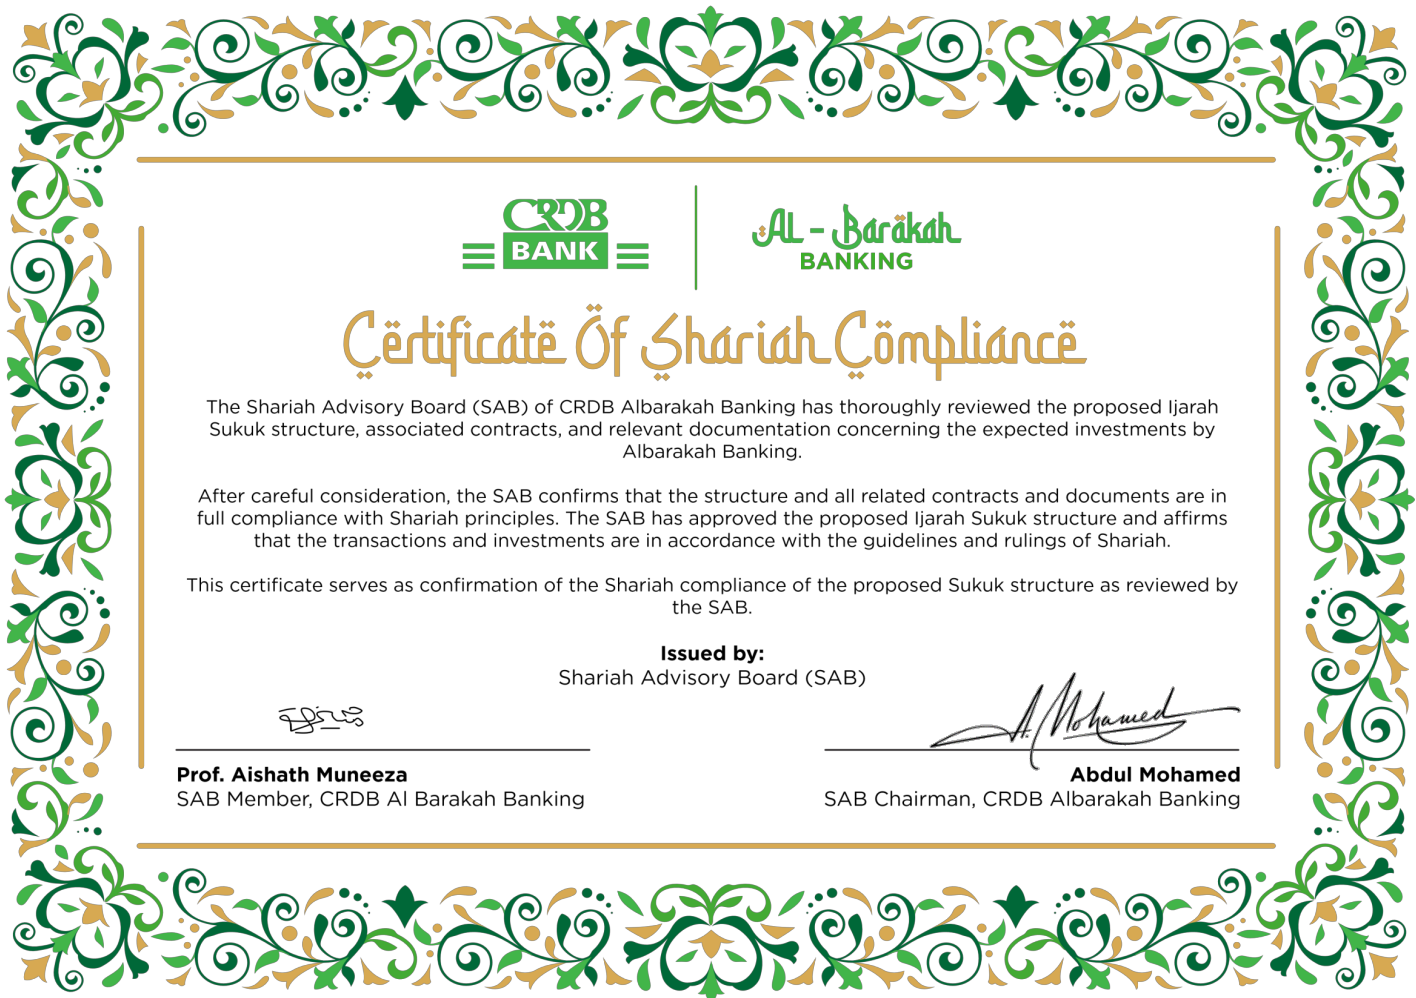 CRDB
BANK
AL - Barakah
BANKING
Certificate Of Shariah Compliance
The Shariah Advisory Board (SAB) of CRDB Albarakah Banking has thoroughly reviewed the proposed Ijarah
Sukuk structure, associated contracts, and relevant documentation concerning the expected investments by
Albarakah Banking.
After careful consideration, the SAB confirms that the structure and all related contracts and documents are in
full compliance with Shariah principles. The SAB has approved the proposed Ijarah Sukuk structure and affirms
that the transactions and investments are in accordance with the guidelines and rulings of Shariah.
This certificate serves as confirmation of the Shariah compliance of the proposed Sukuk structure as reviewed by
the SAB.
Issued by:
Shariah Advisory Board (SAB)
A. Mohamed
Prof. Aishath Muneeza
SAB Member, CRDB Al Barakah Banking
Abdul Mohamed
SAB Chairman, CRDB Albarakah Banking